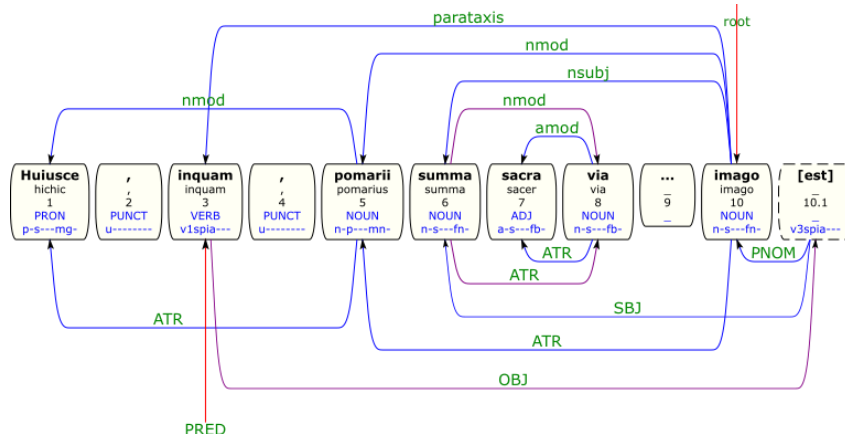 parataxis
root
nmod
nsubj
nmod nmod
amod
Huiusce , inquam , pomarii summa sacra via ... imago [est]
hichic , inquam , pomarius summa sacer via _ imago _
1 2 3 4 5 6 7 8 9 10 10.1
PRON PUNCT VERB PUNCT NOUN NOUN ADJ NOUN _ NOUN _
p-s---mg- u-------- v1spia--- u-------- n-p---mn- n-s---fn- a-s---fb- n-s---fb- n-s---fn- v3spia---
ATR PNOM
ATR
SBJ
ATR
ATR
OBJ
PRED